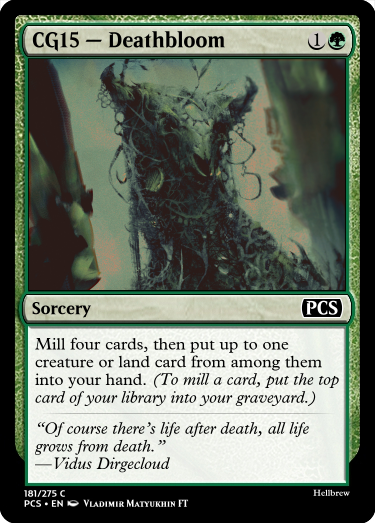 CG15 — Deathbloom 1
Sorcery PCS
Mill four cards, then put up to one
creature or land card from among them
into your hand. (To mill a card, put the top
card of your library into your graveyard.)
“Of course there's life after death, all life
grows from death.”
—Vidus Dirgecloud
181/275 C Hellbrew
PCS • EN Vladimir Matyukhin FT